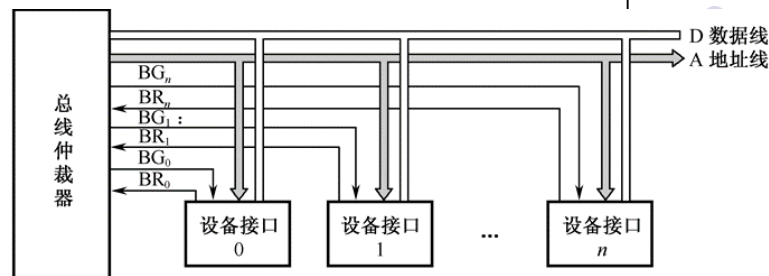 D 数据线
A 地址线
BGn
BRn
BG1 :
BR1
BG0
BR0
总线仲裁器
设备接口
0
设备接口
1
...
设备接口
n